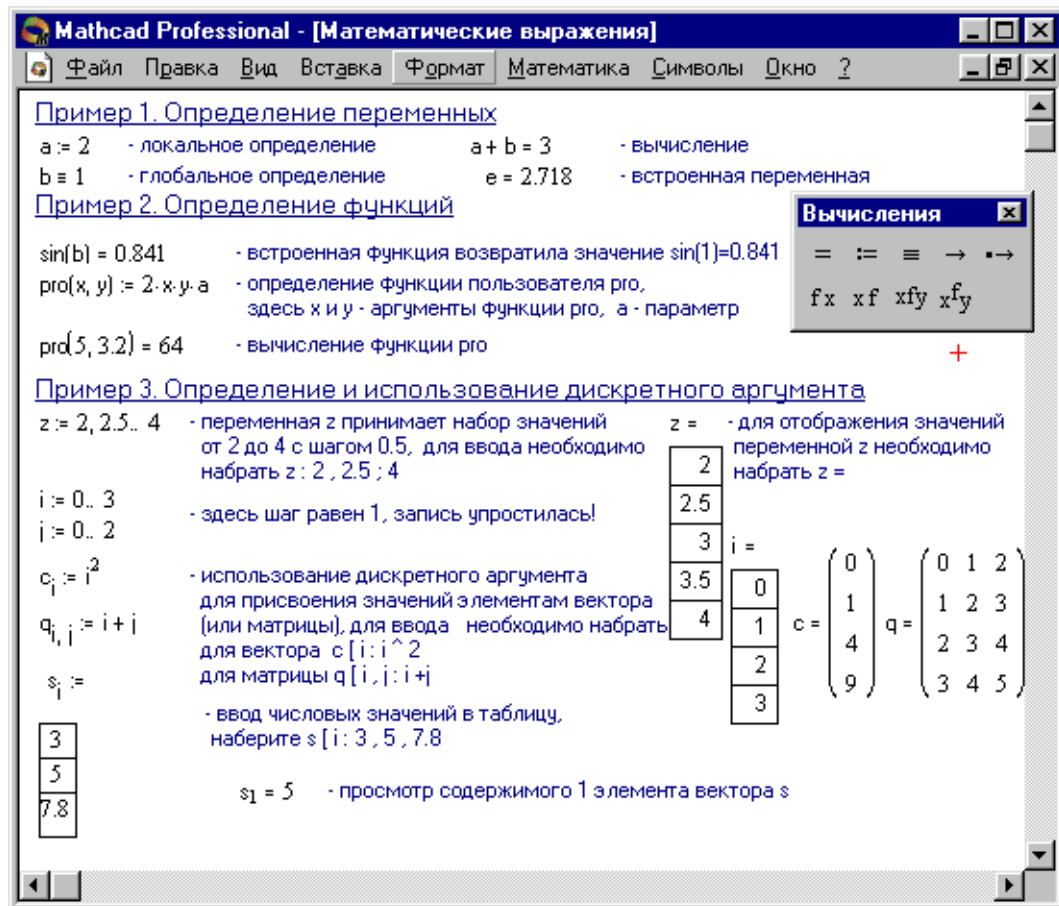 Mathcad Professional - [Математические выражения]
Файл Правка Вид Вставка Формат Математика Символы Окно ?
Пример 1. Определение переменных
a := 2 - локальное определение a + b = 3 - вычисление
b ≡ 1 - глобальное определение e = 2.718 - встроенная переменная
Пример 2. Определение функций
Вычисления
= := ≡ → ▪→
fx xf xfy xfy
sin(b) = 0.841 - встроенная функция возвратила значение sin(1)=0.841
pro(x, y) := 2·x·y·a - определение функции пользователя pro,
здесь x и y - аргументы функции pro, a - параметр
pro(5, 3.2) = 64 - вычисление функции pro
Пример 3. Определение и использование дискретного аргумента
z := 2, 2.5.. 4 - переменная z принимает набор значений
от 2 до 4 с шагом 0.5, для ввода необходимо
набрать z : 2 , 2.5 ; 4
z = - для отображения значений
переменной z необходимо
набрать z =
2
2.5
3
3.5
4
i := 0.. 3
j := 0.. 2
- здесь шаг равен 1, запись упростилась!
i =
0
1
2
3
c = ( 0 1 4 9 )
q = ( 0 1 2
1 2 3
2 3 4
3 4 5 )
c i := i^2 - использование дискретного аргумента
для присвоения значений элементам вектора
q i, j := i + j (или матрицы), для ввода необходимо набрать
для вектора c [ i : i ^ 2
для матрицы q [ i , j : i +j
s i :=
3
5
7.8
- ввод числовых значений в таблицу,
наберите s [ i : 3 , 5 , 7.8
s1 = 5 - просмотр содержимого 1 элемента вектора s